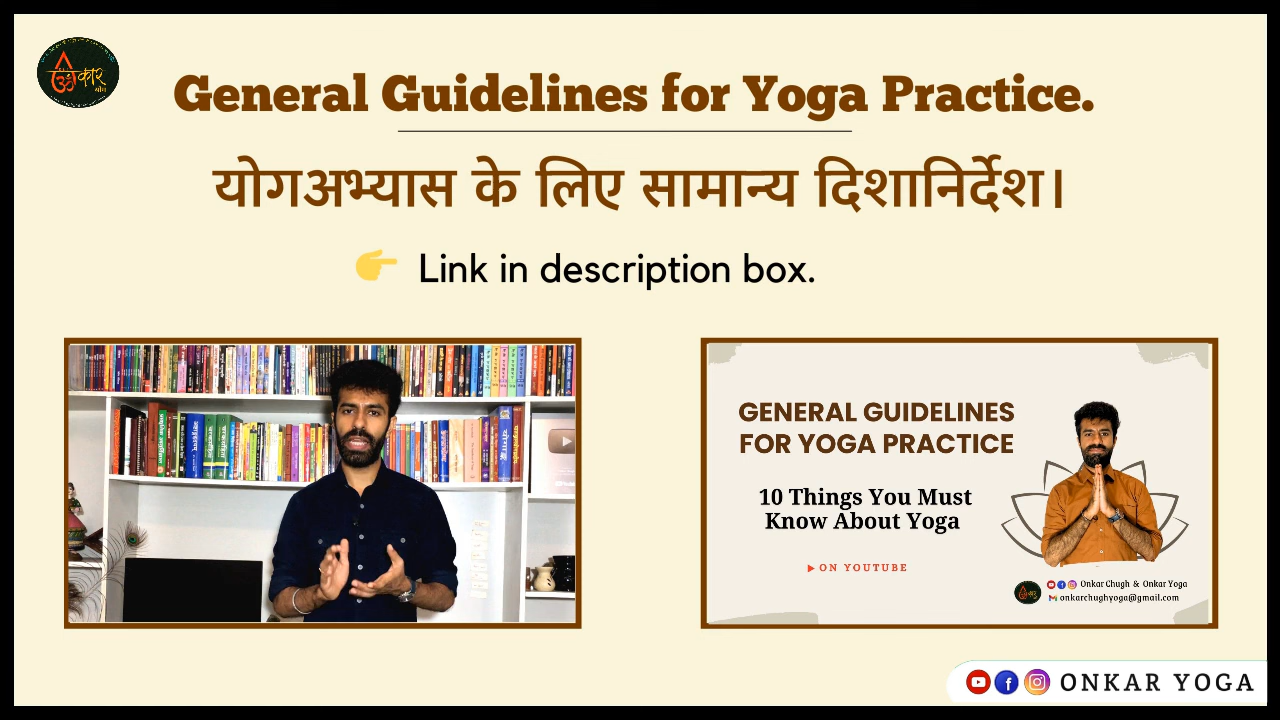 General Guidelines for Yoga Practice.
योगअभ्यास के लिए सामान्य दिशानिर्देश।
👉 Link in description box.
GENERAL GUIDELINES
FOR YOGA PRACTICE
10 Things You Must
Know About Yoga
▶ ON YOUTUBE
Onkar Chugh & Onkar Yoga
onkarchughyoga@gmail.com
ONKAR YOGA